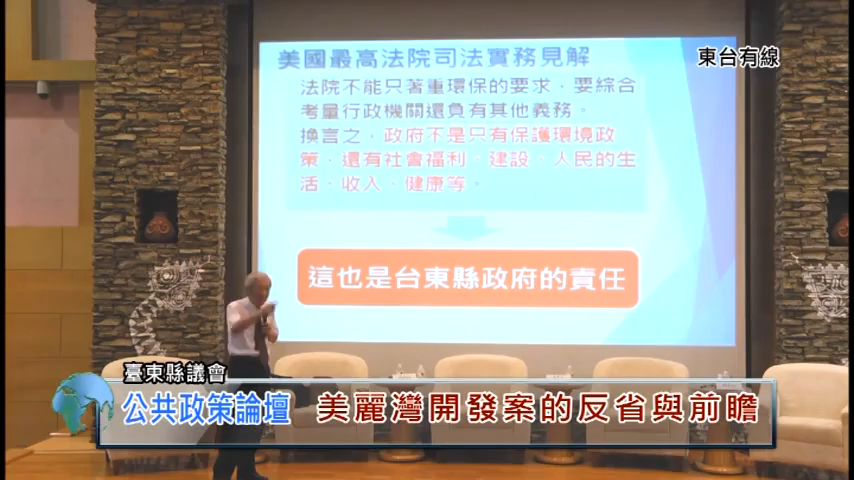 美國最高法院司法實務見解
東台有線
法院不能只著重環保的要求，要綜合
考量行政機關還負有其他義務。
換言之，政府不是只有保護環境政
策，還有社會福利、建設、人民的生
活、收入、健康等。
這也是台東縣政府的責任
臺東縣議會
公共政策論壇 美麗灣開發案的反省與前瞻